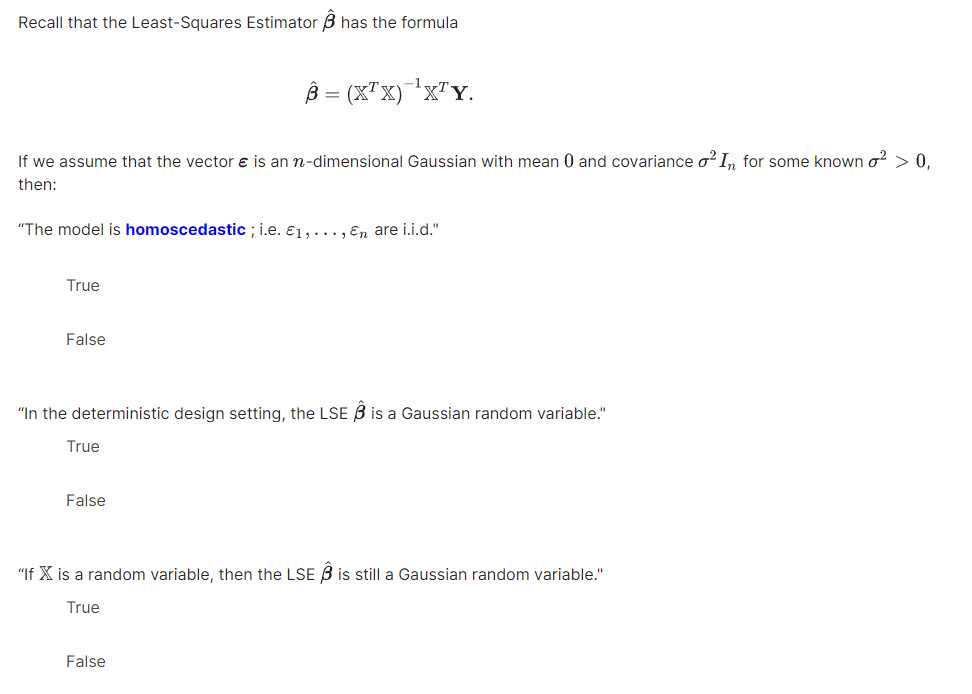 Recall that the Least-Squares Estimator $\hat{\boldsymbol{\beta}}$ has the formula
$\hat{\boldsymbol{\beta}} = (\mathbb{X}^T \mathbb{X})^{-1} \mathbb{X}^T \mathbf{Y}.$
If we assume that the vector $\boldsymbol{\varepsilon}$ is an $n$-dimensional Gaussian with mean $0$ and covariance $\sigma^2 I_n$ for some known $\sigma^2 > 0$,
then:
“The model is homoscedastic ; i.e. $\varepsilon_1, \ldots, \varepsilon_n$ are i.i.d."
True
False
“In the deterministic design setting, the LSE $\hat{\boldsymbol{\beta}}$ is a Gaussian random variable."
True
False
“If $\mathbb{X}$ is a random variable, then the LSE $\hat{\boldsymbol{\beta}}$ is still a Gaussian random variable."
True
False